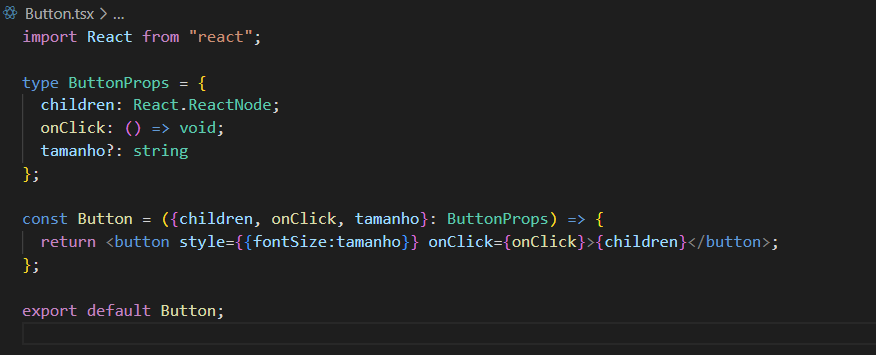 Button.tsx > ...
import React from "react";
type ButtonProps = {
  children: React.ReactNode;
  onClick: () => void;
  tamanho?: string
};
const Button = ({children, onClick, tamanho}: ButtonProps) => {
  return <button style={{fontSize:tamanho}} onClick={onClick}>{children}</button>;
};
export default Button;